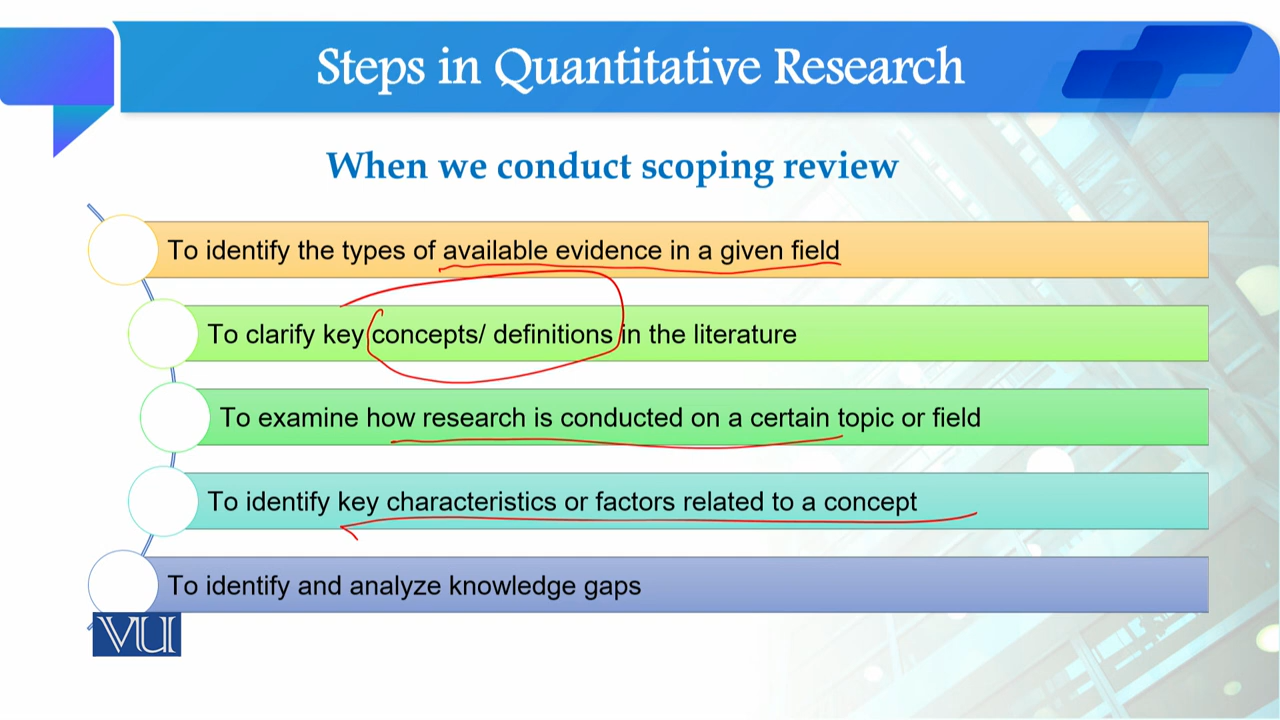 Steps in Quantitative Research
When we conduct scoping review
To identify the types of available evidence in a given field
To clarify key concepts/ definitions in the literature
To examine how research is conducted on a certain topic or field
To identify key characteristics or factors related to a concept
To identify and analyze knowledge gaps
VU